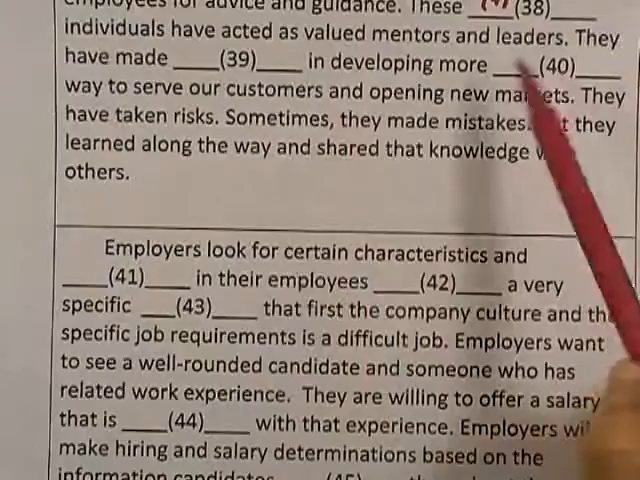 employees for advice and guidance. These ____(38)____
individuals have acted as valued mentors and leaders. They
have made ____(39)____ in developing more ____(40)____
way to serve our customers and opening new markets. They
have taken risks. Sometimes, they made mistakes. they
learned along the way and shared that knowledge
others.
Employers look for certain characteristics and
____(41)____ in their employees ____(42)____ a very
specific ___(43)____ that first the company culture and
specific job requirements is a difficult job. Employers want
to see a well-rounded candidate and someone who has
related work experience. They are willing to offer a salary
that is ____(44)____ with that experience. Employers
make hiring and salary determinations based on the
information candidates